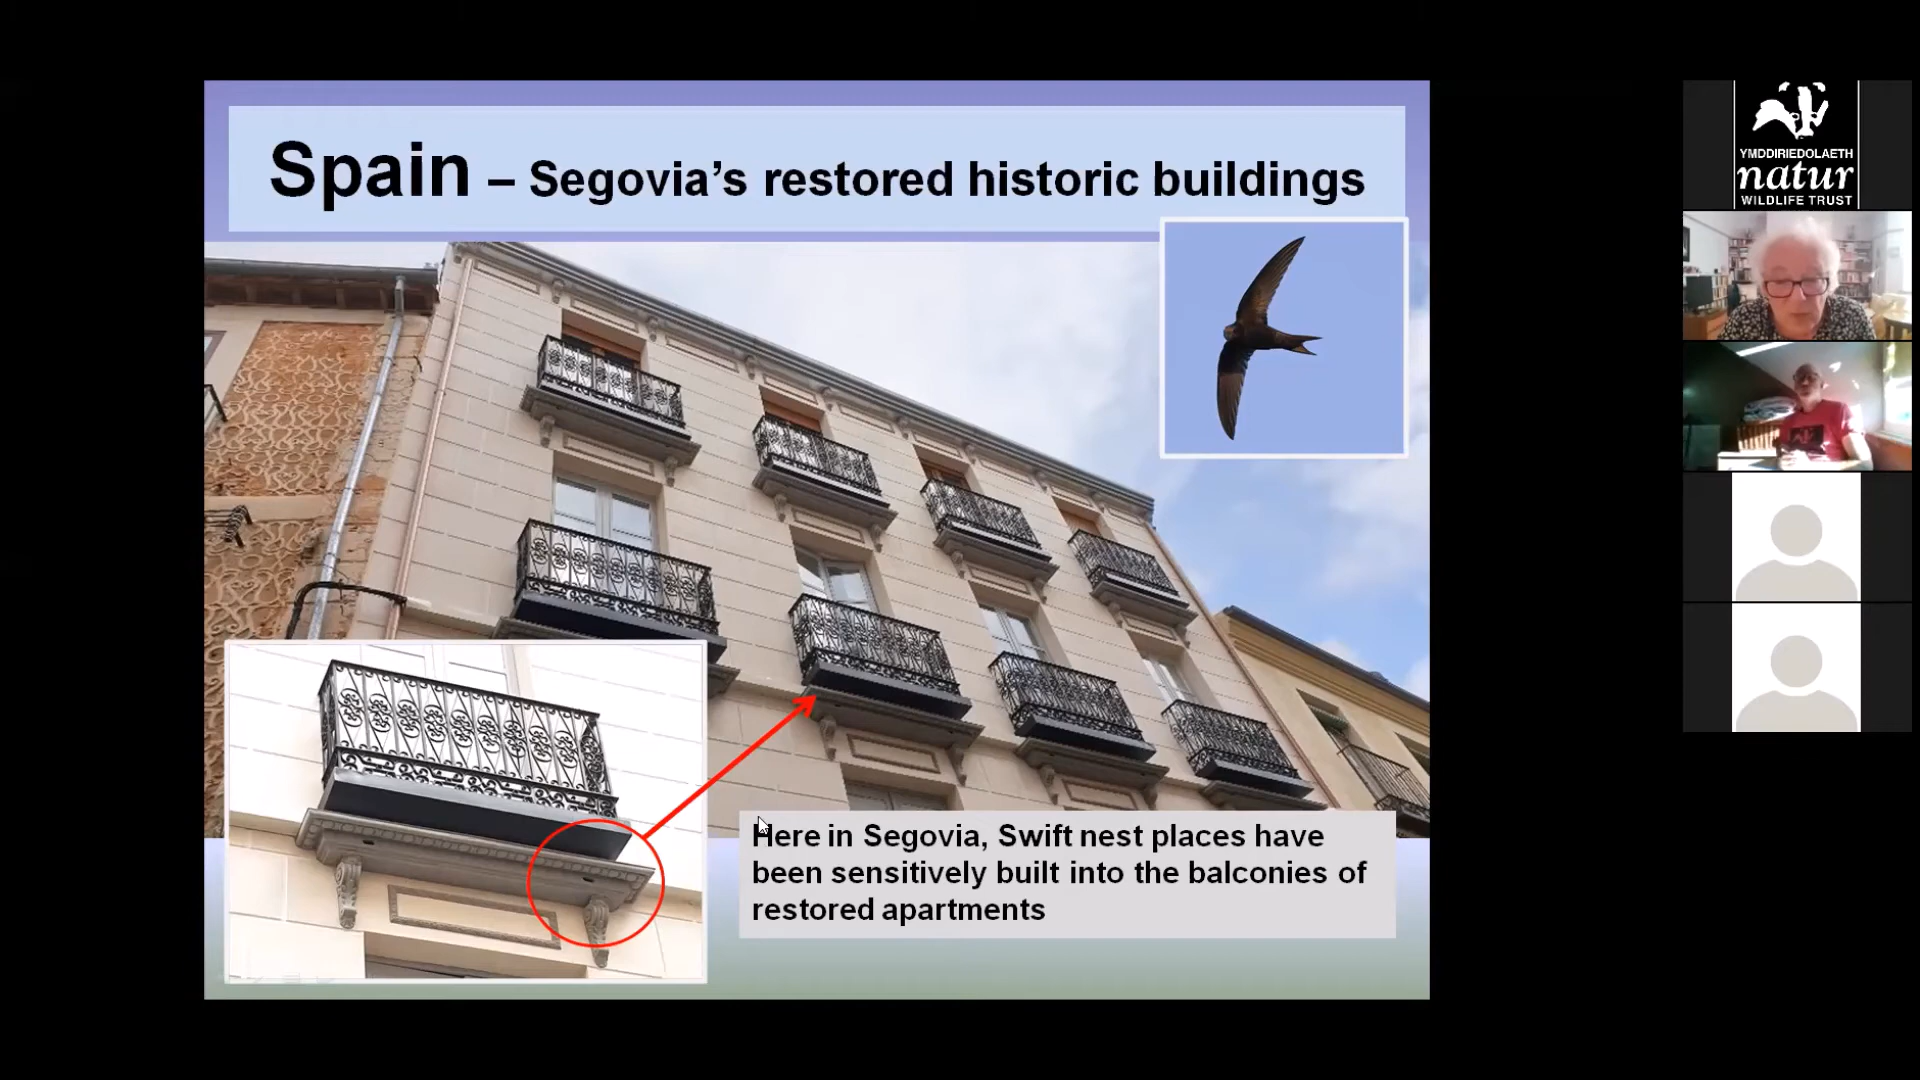 Spain – Segovia’s restored historic buildings
Here in Segovia, Swift nest places have
been sensitively built into the balconies of
restored apartments
YMDDIRIEDOLAETH
natur
WILDLIFE TRUST